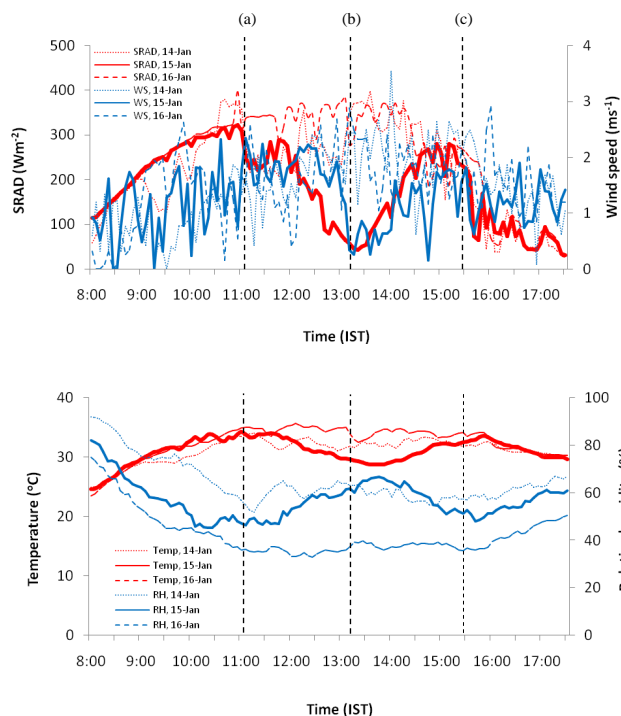 (a) (b) (c)
500 4
SRAD, 14-Jan
SRAD, 15-Jan
SRAD, 16-Jan
WS, 14-Jan
WS, 15-Jan
WS, 16-Jan
400
3
300
2
200
1
100
0 0
SRAD (Wm-2)
Wind speed (ms-1)
8:00 9:00 10:00 11:00 12:00 13:00 14:00 15:00 16:00 17:00
Time (IST)
40 100
80
30
60
20
40
10
20
0 0
Temperature (°C)
Temp, 14-Jan
Temp, 15-Jan
Temp, 16-Jan
RH, 14-Jan
RH, 15-Jan
RH, 16-Jan
8:00 9:00 10:00 11:00 12:00 13:00 14:00 15:00 16:00 17:00
Time (IST)